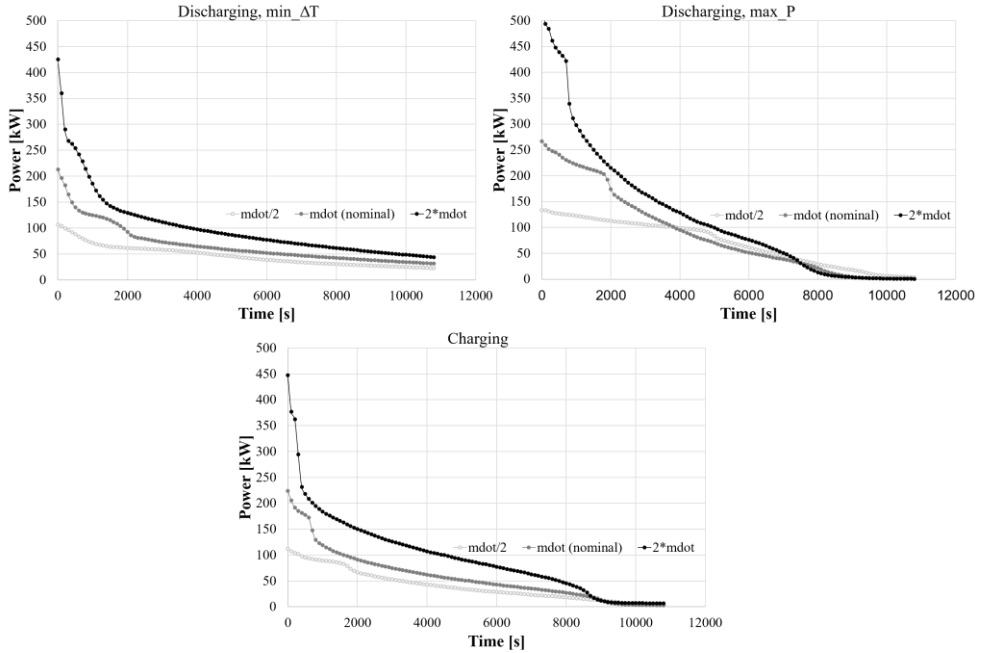 Discharging, min_ΔT
500
450
400
350
300
250
200
150
100
50
0
Power [kW]
mdot/2 mdot (nominal) 2*mdot
0 2000 4000 6000 8000 10000 12000
Time [s]
Discharging, max_P
500
450
400
350
300
250
200
150
100
50
0
Power [kW]
mdot/2 mdot (nominal) 2*mdot
0 2000 4000 6000 8000 10000 12000
Time [s]
Charging
500
450
400
350
300
250
200
150
100
50
0
Power [kW]
mdot/2 mdot (nominal) 2*mdot
0 2000 4000 6000 8000 10000 12000
Time [s]